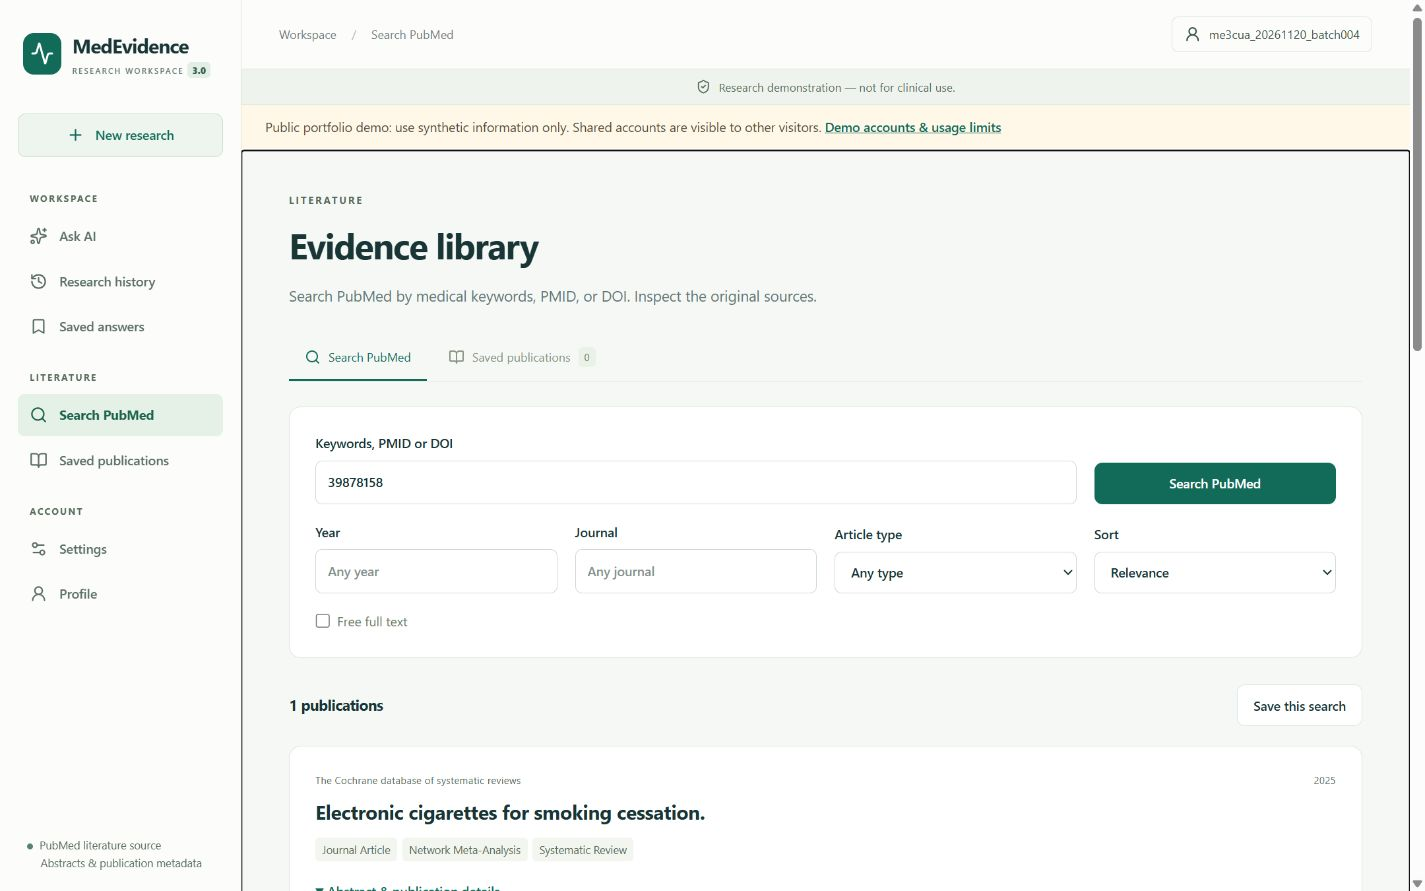 MedEvidence
RESEARCH WORKSPACE 3.0
New research
WORKSPACE
Ask AI
Research history
Saved answers
LITERATURE
Search PubMed
Saved publications
ACCOUNT
Settings
Profile
PubMed literature source
Abstracts & publication metadata
Workspace / Search PubMed
me3cua_20261120_batch004
Research demonstration — not for clinical use.
Public portfolio demo: use synthetic information only. Shared accounts are visible to other visitors. Demo accounts & usage limits
LITERATURE
Evidence library
Search PubMed by medical keywords, PMID, or DOI. Inspect the original sources.
Search PubMed
Saved publications 0
Keywords, PMID or DOI
39878158
Search PubMed
Year
Any year
Journal
Any journal
Article type
Any type
Sort
Relevance
Free full text
1 publications
Save this search
The Cochrane database of systematic reviews
2025
Electronic cigarettes for smoking cessation.
Journal Article
Network Meta-Analysis
Systematic Review
Abstract & publication details